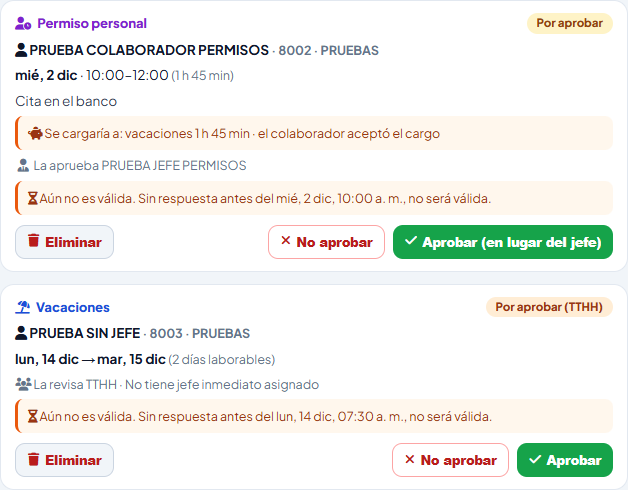 Permiso personal
Por aprobar
PRUEBA COLABORADOR PERMISOS · 8002 · PRUEBAS
mié, 2 dic · 10:00–12:00 (1 h 45 min)
Cita en el banco
Se cargaría a: vacaciones 1 h 45 min · el colaborador aceptó el cargo
La aprueba PRUEBA JEFE PERMISOS
Aún no es válida. Sin respuesta antes del mié, 2 dic, 10:00 a. m., no será válida.
Eliminar
No aprobar
Aprobar (en lugar del jefe)
Vacaciones
Por aprobar (TTHH)
PRUEBA SIN JEFE · 8003 · PRUEBAS
lun, 14 dic → mar, 15 dic (2 días laborables)
La revisa TTHH · No tiene jefe inmediato asignado
Aún no es válida. Sin respuesta antes del lun, 14 dic, 07:30 a. m., no será válida.
Eliminar
No aprobar
Aprobar